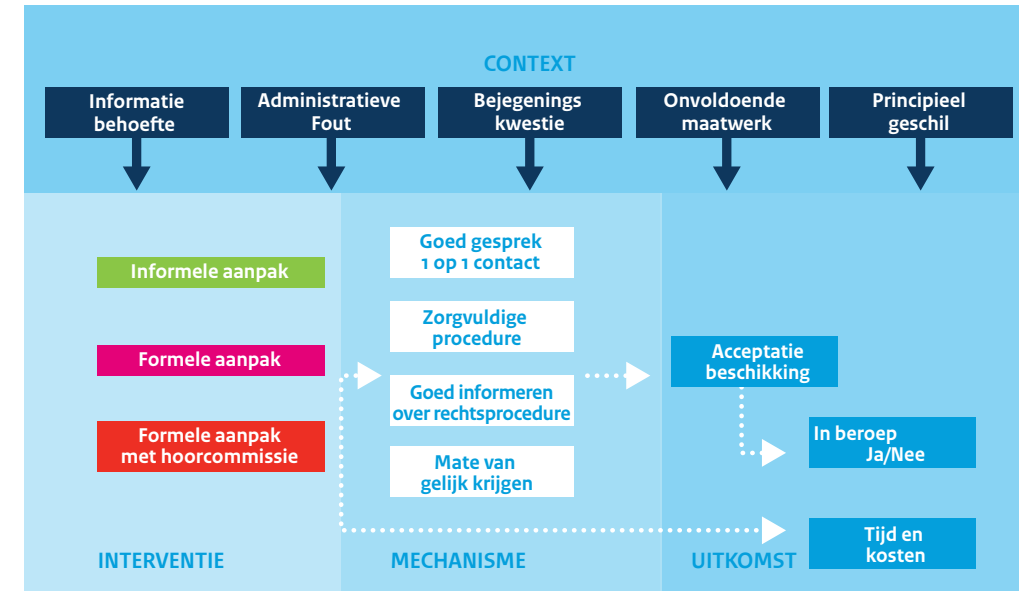 CONTEXT
Informatie
behoefte
Administratieve
Fout
Bejegenings
kwestie
Onvoldoende
maatwerk
Principieel
geschil
Informele aanpak
Formele aanpak
Formele aanpak
met hoorcommissie
INTERVENTIE
Goed gesprek
1 op 1 contact
Zorgvuldige
procedure
Goed informeren
over rechtsprocedure
Mate van
gelijk krijgen
MECHANISME
Acceptatie
beschikking
In beroep
Ja/Nee
Tijd en
kosten
UITKOMST